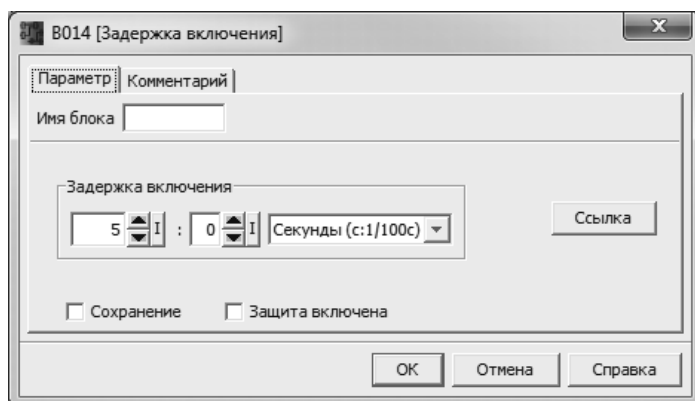 B014 [Задержка включения]
Параметр Комментарий
Имя блока
Задержка включения
5 : 0 Секунды (с:1/100с)
Ссылка
Сохранение Защита включена
OK Отмена Справка